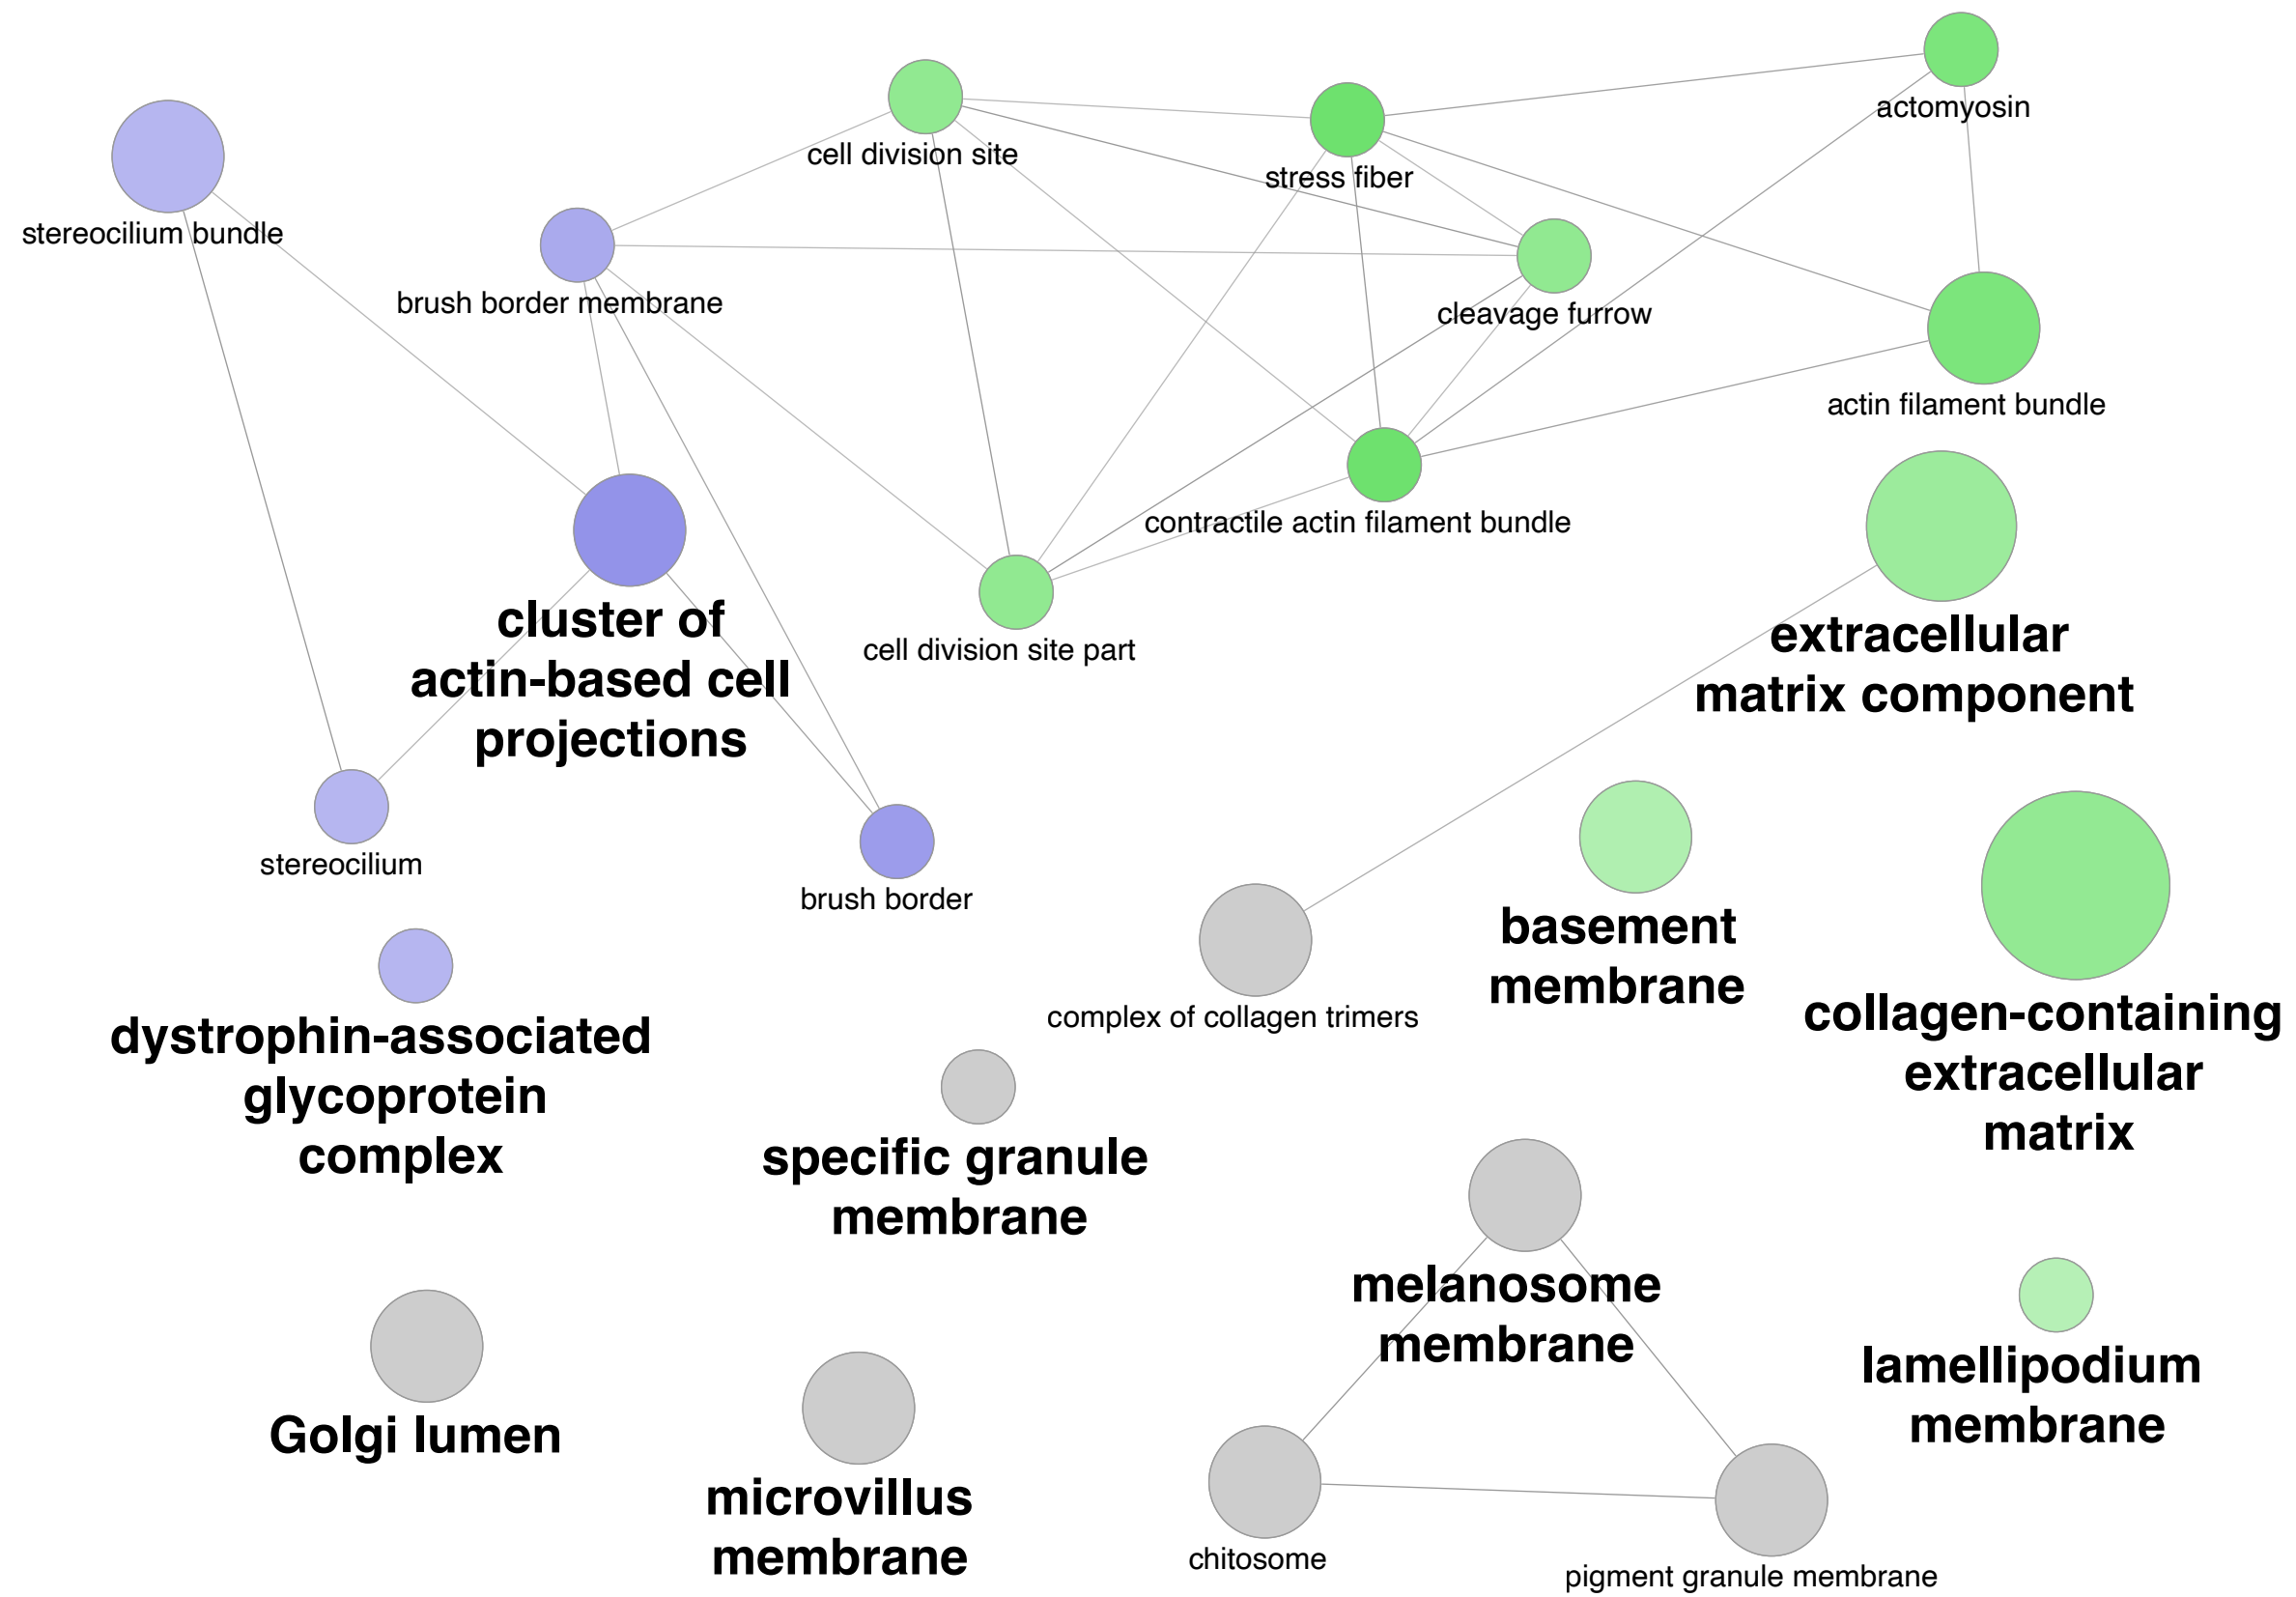 actomyosin
cell division site
stress fiber
stereocilium bundle
brush border membrane
cleavage furrow
actin filament bundle
contractile actin filament bundle
cluster of
actin-based cell
projections
cell division site part
extracellular
matrix component
stereocilium
brush border
basement
membrane
complex of collagen trimers
collagen-containing
extracellular
matrix
dystrophin-associated
glycoprotein
complex
specific granule
membrane
melanosome
membrane
lamellipodium
membrane
Golgi lumen
microvillus
membrane
chitosome
pigment granule membrane